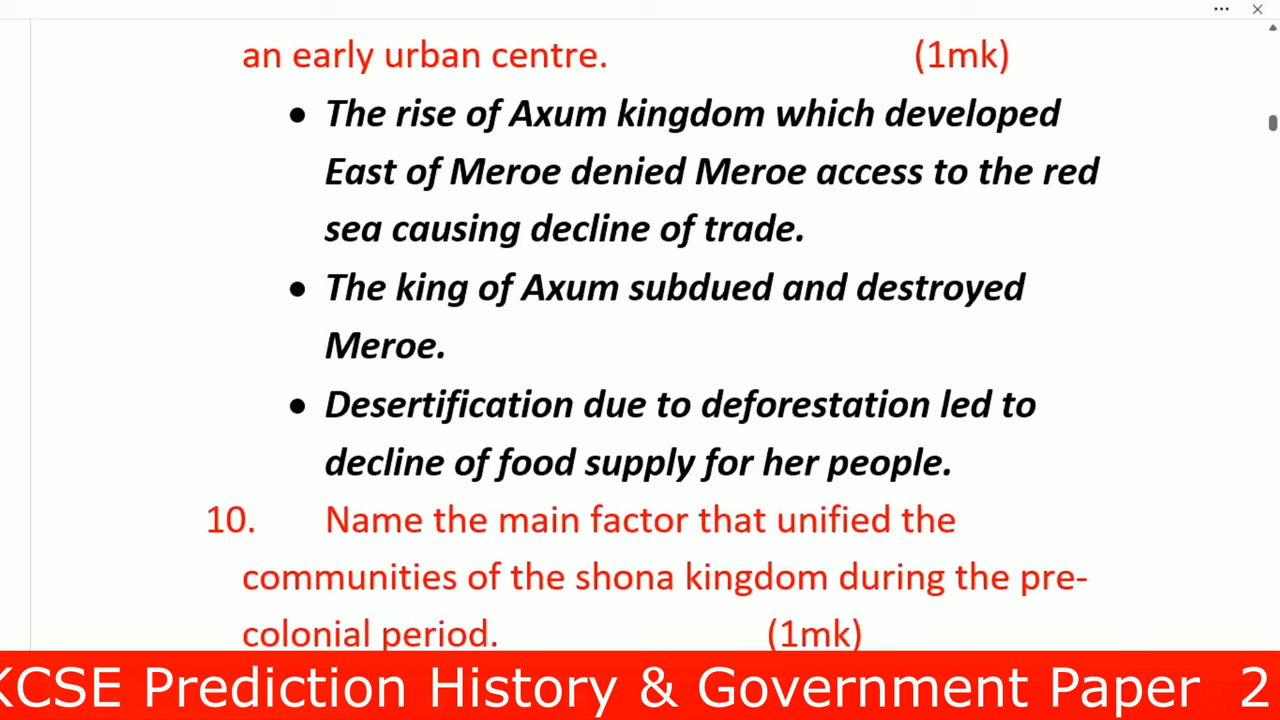 an early urban centre. (1mk)
• The rise of Axum kingdom which developed
East of Meroe denied Meroe access to the red
sea causing decline of trade.
• The king of Axum subdued and destroyed
Meroe.
• Desertification due to deforestation led to
decline of food supply for her people.
10. Name the main factor that unified the
communities of the shona kingdom during the pre-
colonial period. (1mk)
KCSE Prediction History & Government Paper 2